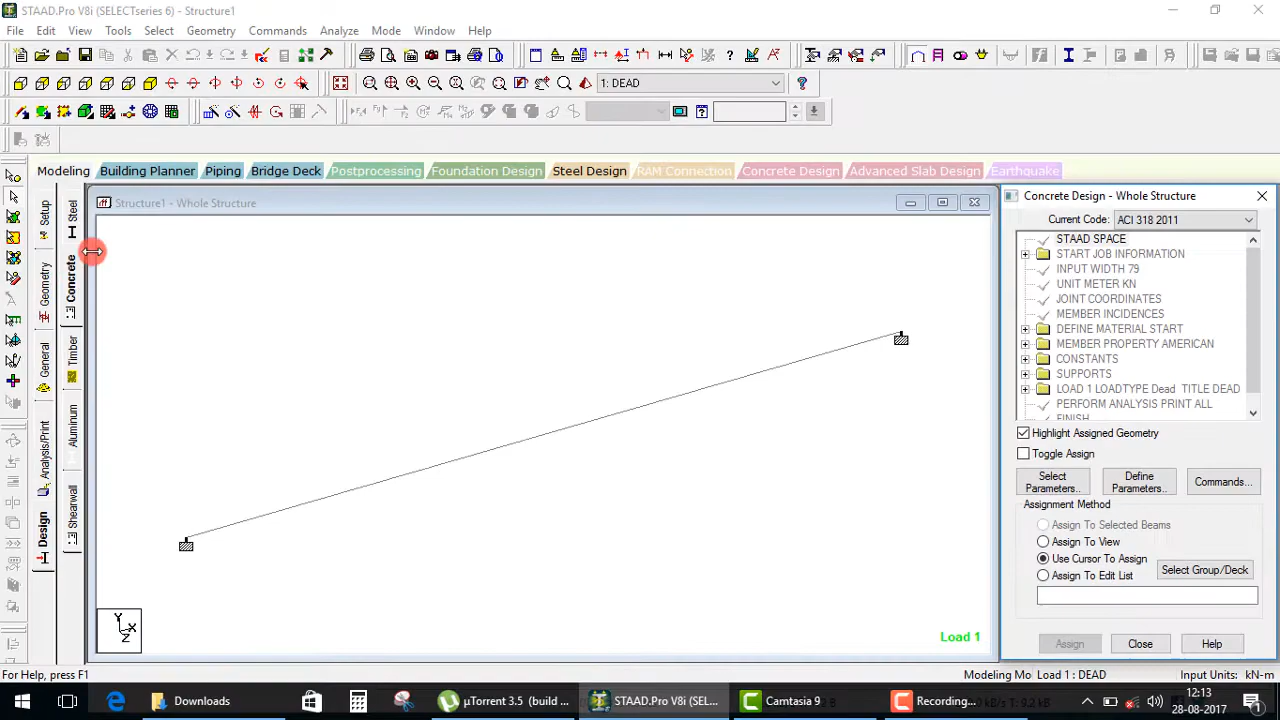 STAAD.Pro V8i (SELECTseries 6) - Structure1
File Edit View Tools Select Geometry Commands Analyze Mode Window Help
1: DEAD
Modeling Building Planner Piping Bridge Deck Postprocessing Foundation Design Steel Design RAM Connection Concrete Design Advanced Slab Design Earthquake
Setup
Geometry
General
Analysis/Print
Design
Steel
Concrete
Timber
Aluminum
Shearwall
Structure1 - Whole Structure
Y
X
Z
Load 1
Concrete Design - Whole Structure
Current Code: ACI 318 2011
STAAD SPACE
START JOB INFORMATION
INPUT WIDTH 79
UNIT METER KN
JOINT COORDINATES
MEMBER INCIDENCES
DEFINE MATERIAL START
MEMBER PROPERTY AMERICAN
CONSTANTS
SUPPORTS
LOAD 1 LOADTYPE Dead TITLE DEAD
PERFORM ANALYSIS PRINT ALL
FINISH
Highlight Assigned Geometry
Toggle Assign
Select Parameters..
Define Parameters..
Commands...
Assignment Method
Assign To Selected Beams
Assign To View
Use Cursor To Assign
Assign To Edit List
Select Group/Deck
Assign Close Help
For Help, press F1
Modeling Mo Load 1 : DEAD Input Units: kN-m
Downloads µTorrent 3.5 (build ... STAAD.Pro V8i (SEL... Camtasia 9 Recording...
12:13
28-08-2017